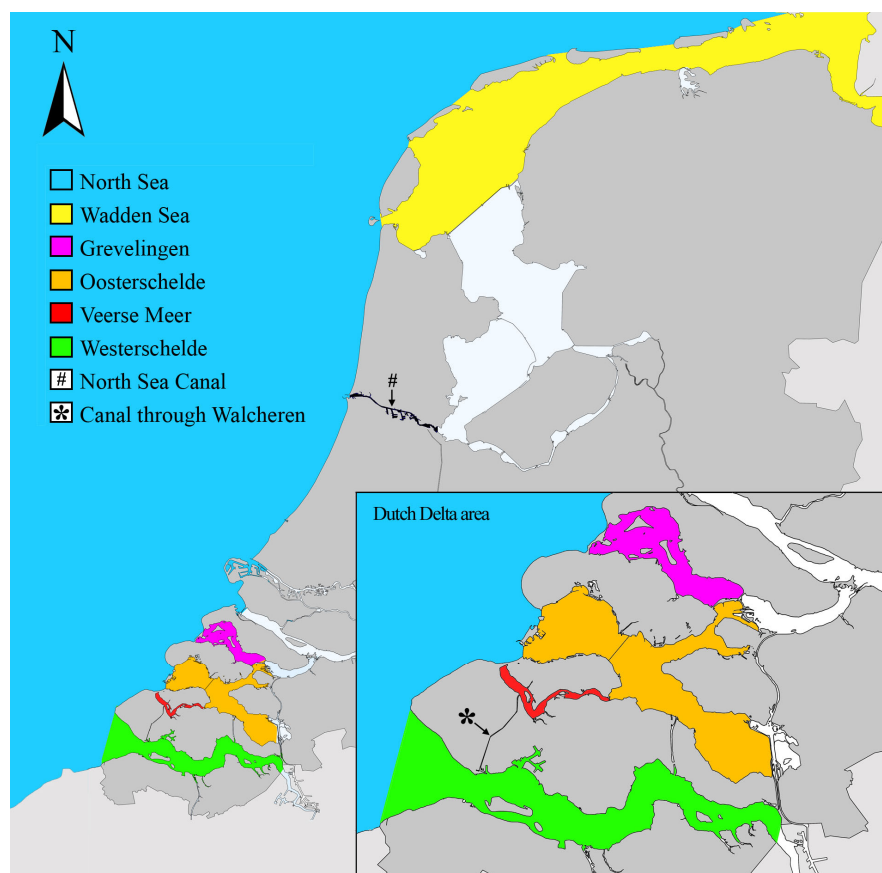 N
North Sea
Wadden Sea
Grevelingen
Oosterschelde
Veerse Meer
Westerschelde
# North Sea Canal
* Canal through Walcheren
#
Dutch Delta area
*